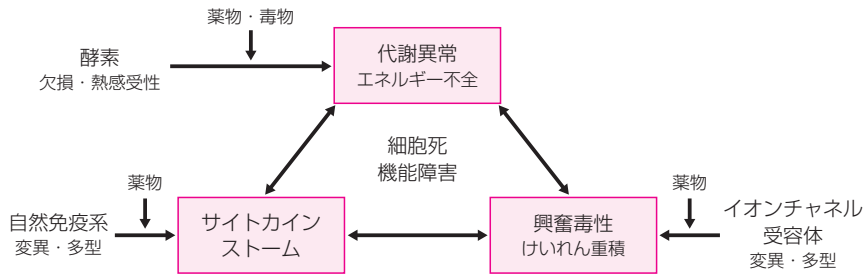 薬物・毒物
酵素
欠損・熱感受性
代謝異常
エネルギー不全
細胞死
機能障害
薬物
自然免疫系
変異・多型
サイトカイン
ストーム
興奮毒性
けいれん重積
薬物
イオンチャネル
受容体
変異・多型